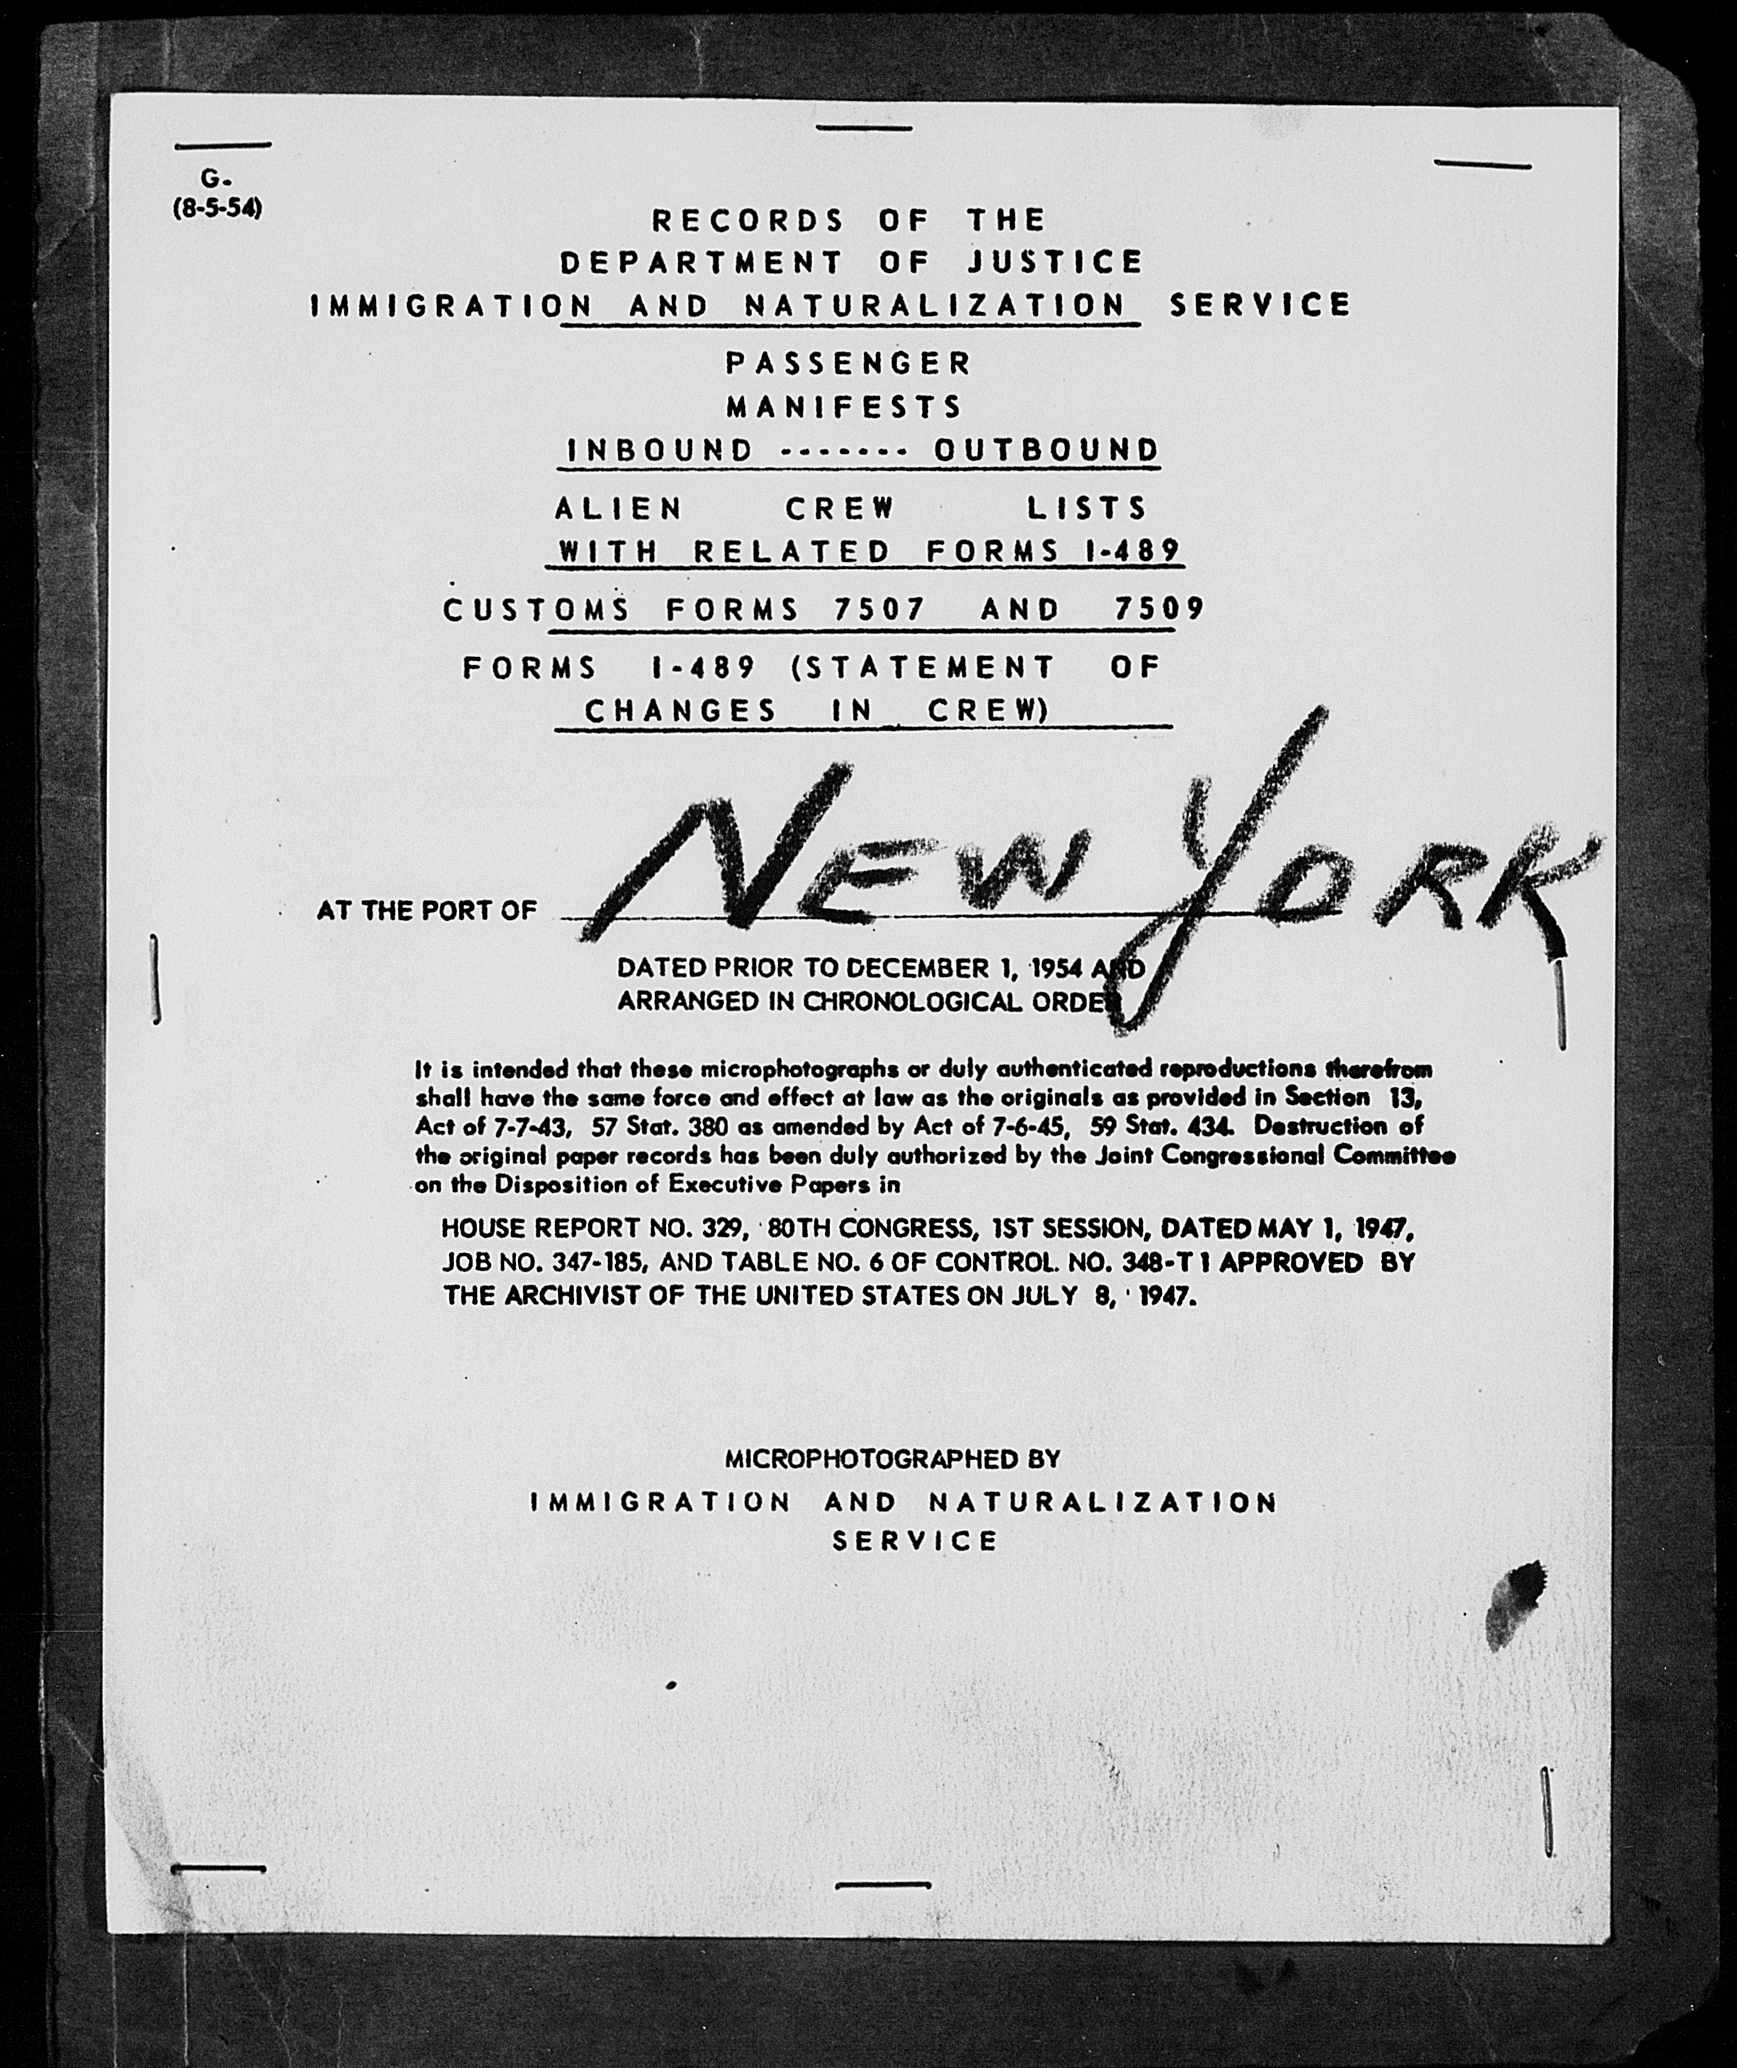 G-
(8-5-54)
RECORDS OF THE
DEPARTMENT OF JUSTICE
IMMIGRATION AND NATURALIZATION SERVICE
PASSENGER
MANIFESTS
INBOUND ------- OUTBOUND
ALIEN CREW LISTS
WITH RELATED FORMS I-489
CUSTOMS FORMS 7507 AND 7509
FORMS I-489 (STATEMENT OF
CHANGES IN CREW)
AT THE PORT OF NEW YORK
DATED PRIOR TO DECEMBER 1, 1954 AND
ARRANGED IN CHRONOLOGICAL ORDER
It is intended that these microphotographs or duly authenticated reproductions therefrom
shall have the same force and effect at law as the originals as provided in Section 13,
Act of 7-7-43, 57 Stat. 380 as amended by Act of 7-6-45, 59 Stat. 434. Destruction of
the original paper records has been duly authorized by the Joint Congressional Committee
on the Disposition of Executive Papers in
HOUSE REPORT NO. 329, 80TH CONGRESS, 1ST SESSION, DATED MAY 1, 1947,
JOB NO. 347-185, AND TABLE NO. 6 OF CONTROL NO. 348-T1 APPROVED BY
THE ARCHIVIST OF THE UNITED STATES ON JULY 8, 1947.
MICROPHOTOGRAPHED BY
IMMIGRATION AND NATURALIZATION
SERVICE